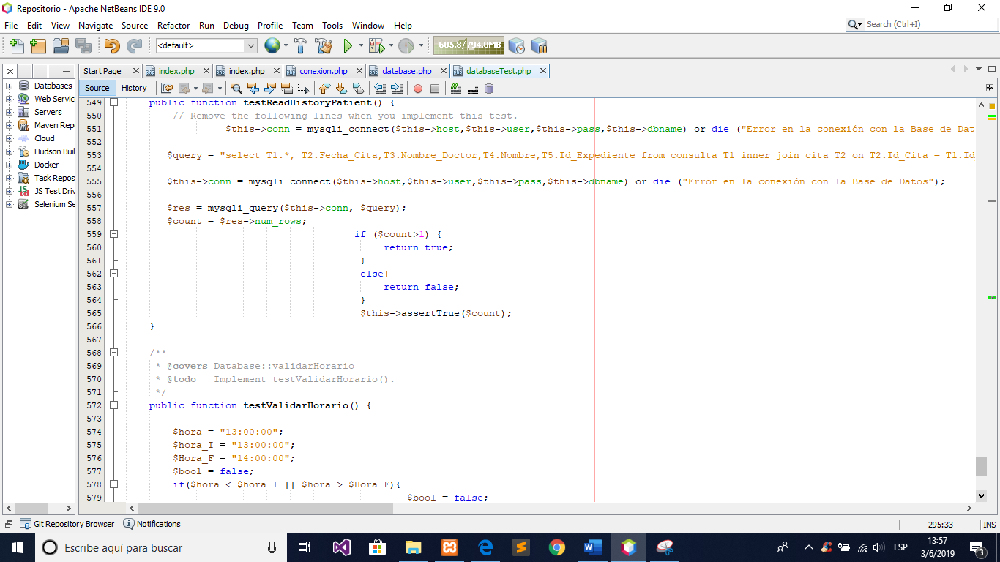 Repositorio - Apache NetBeans IDE 9.0
File Edit View Navigate Source Refactor Run Debug Profile Team Tools Window Help
Search (Ctrl+I)
<default>
605.8/794.0MB
Start Page index.php index.php conexion.php database.php databaseTest.php
Source History
Databases
Web Servic
Servers
Maven Rep
Cloud
Hudson Buil
Docker
Task Repos
JS Test Driv
Selenium Se
549 public function testReadHistoryPatient() {
550 // Remove the following lines when you implement this test.
551 $this->conn = mysqli_connect($this->host,$this->user,$this->pass,$this->dbname) or die ("Error en la conexión con la Base de Dat
552
553 $query = "select T1.*, T2.Fecha_Cita,T3.Nombre_Doctor,T4.Nombre,T5.Id_Expediente from consulta T1 inner join cita T2 on T2.Id_Cita = T1.Id
554
555 $this->conn = mysqli_connect($this->host,$this->user,$this->pass,$this->dbname) or die ("Error en la conexión con la Base de Datos");
556
557 $res = mysqli_query($this->conn, $query);
558 $count = $res->num_rows;
559 if ($count>1) {
560 return true;
561 }
562 else{
563 return false;
564 }
565 $this->assertTrue($count);
566 }
567
568 /**
569 * @covers Database::validarHorario
570 * @todo Implement testValidarHorario().
571 */
572 public function testValidarHorario() {
573
574 $hora = "13:00:00";
575 $hora_I = "13:00:00";
576 $Hora_F = "14:00:00";
577 $bool = false;
578 if($hora < $hora_I || $hora > $Hora_F){
579 $bool = false;
Git Repository Browser Notifications
295:33 INS
Escribe aquí para buscar
ESP
13:57
3/6/2019
3